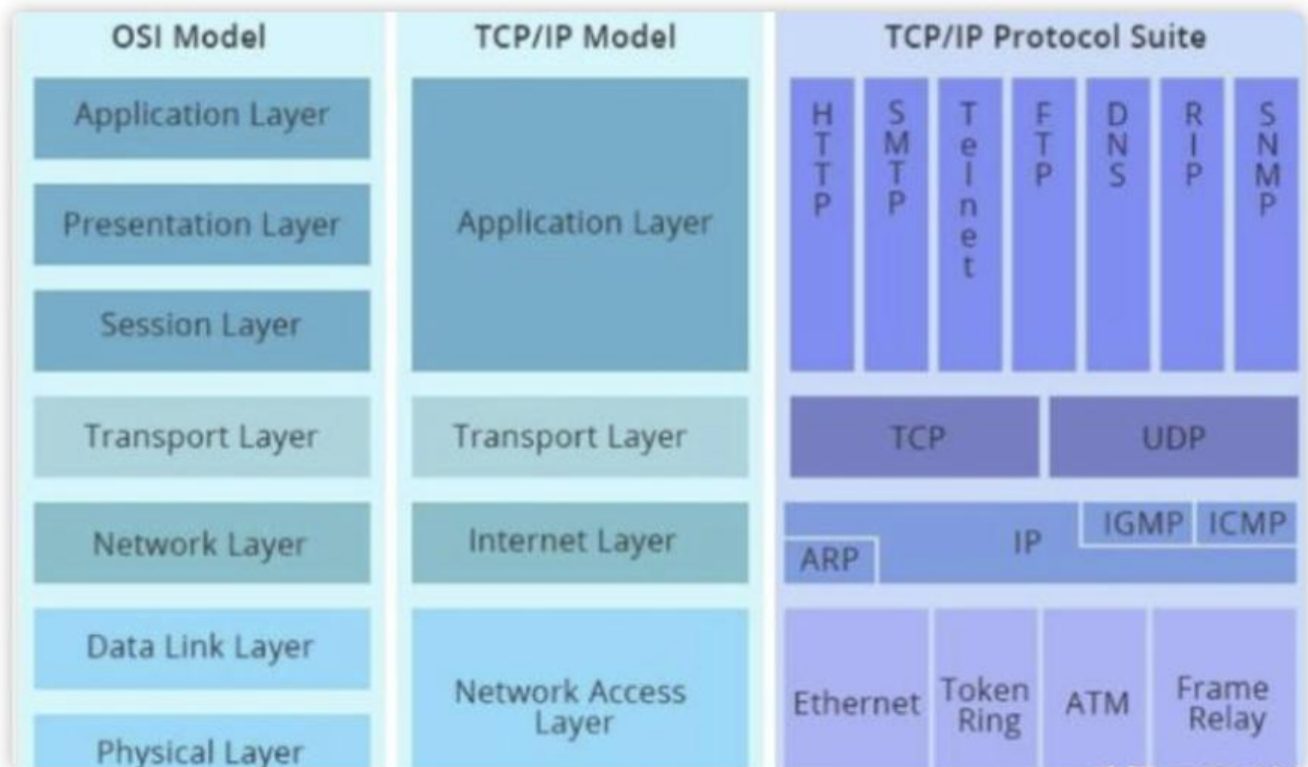 OSI Model
Application Layer
Presentation Layer
Session Layer
Transport Layer
Network Layer
Data Link Layer
Physical Layer
TCP/IP Model
Application Layer
Transport Layer
Internet Layer
Network Access
Layer
TCP/IP Protocol Suite
HTTP
SMTP
Telnet
FTP
DNS
RIP
SNMP
TCP
UDP
IP
IGMP
ICMP
ARP
Ethernet
Token
Ring
ATM
Frame
Relay